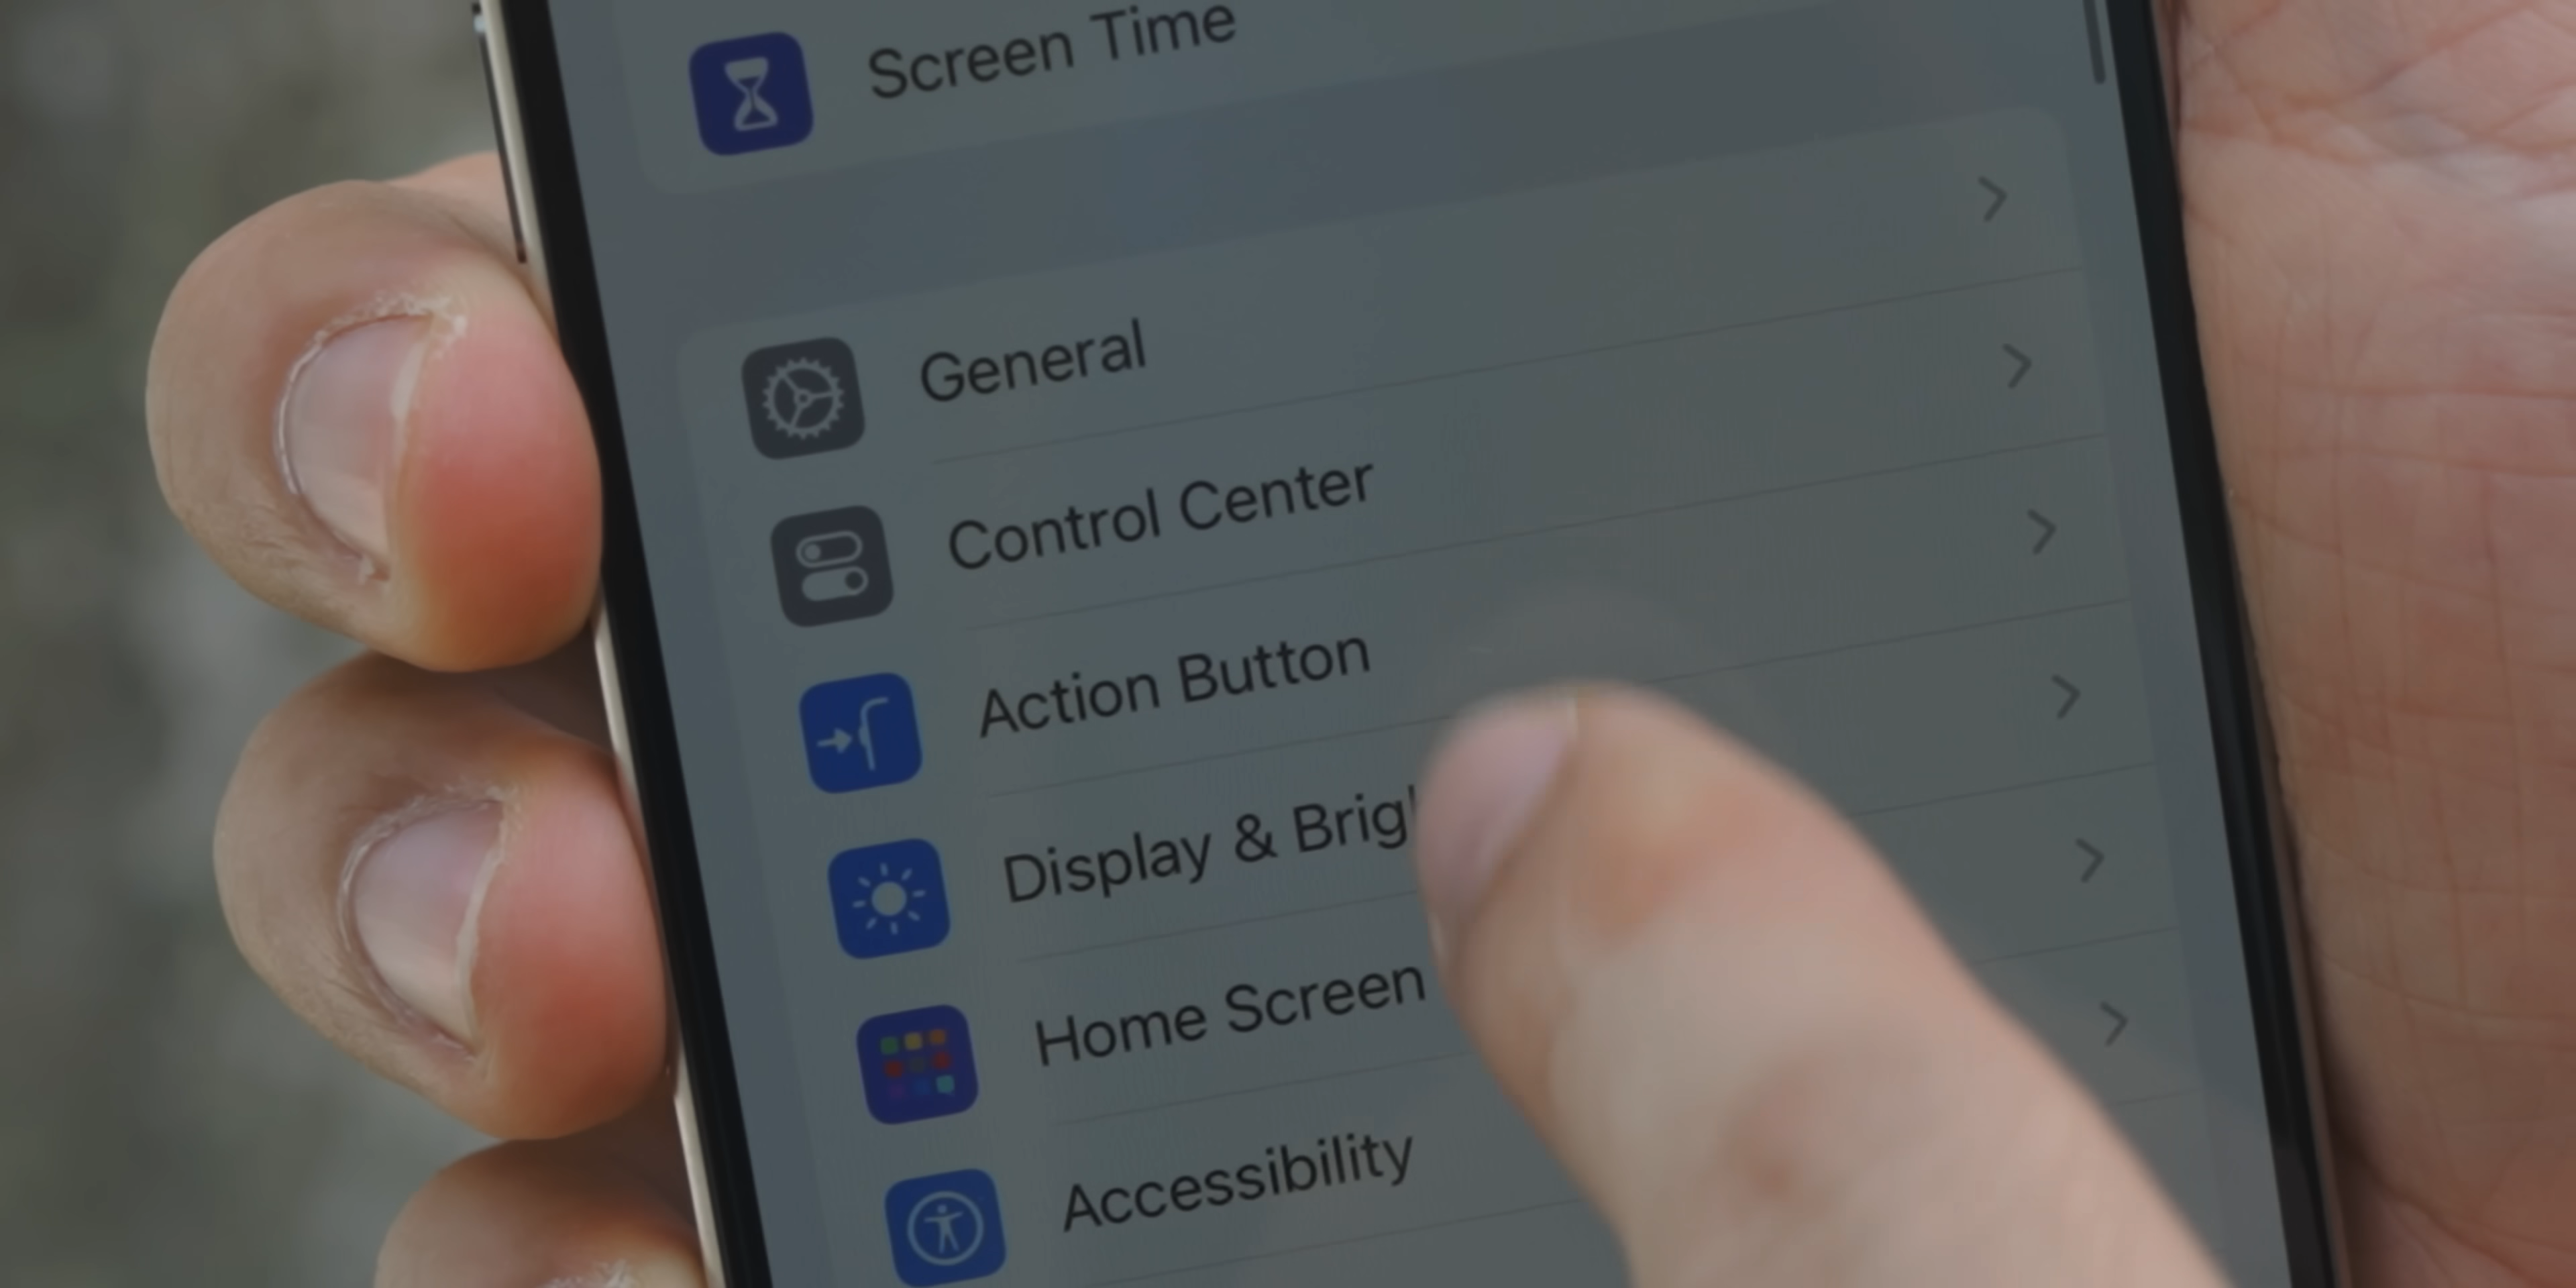 Screen Time
General
Control Center
Action Button
Display & Brig
Home Screen
Accessibility